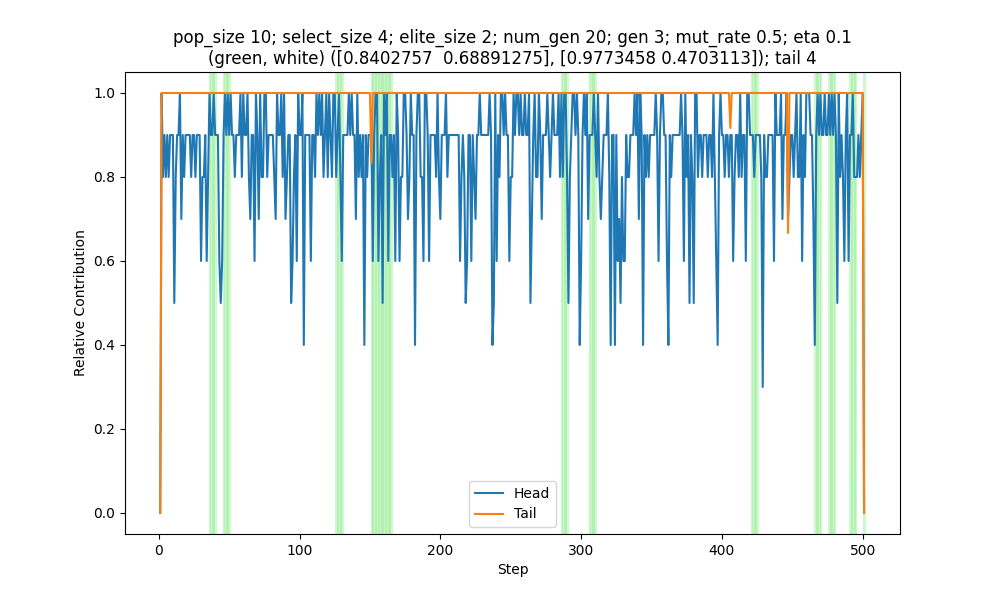 pop_size 10; select_size 4; elite_size 2; num_gen 20; gen 3; mut_rate 0.5; eta 0.1
(green, white) ([0.8402757  0.68891275], [0.9773458 0.4703113]); tail 4
1.0
0.8
0.6
0.4
0.2
0.0
Relative Contribution
Head
Tail
0
100
200
300
400
500
Step